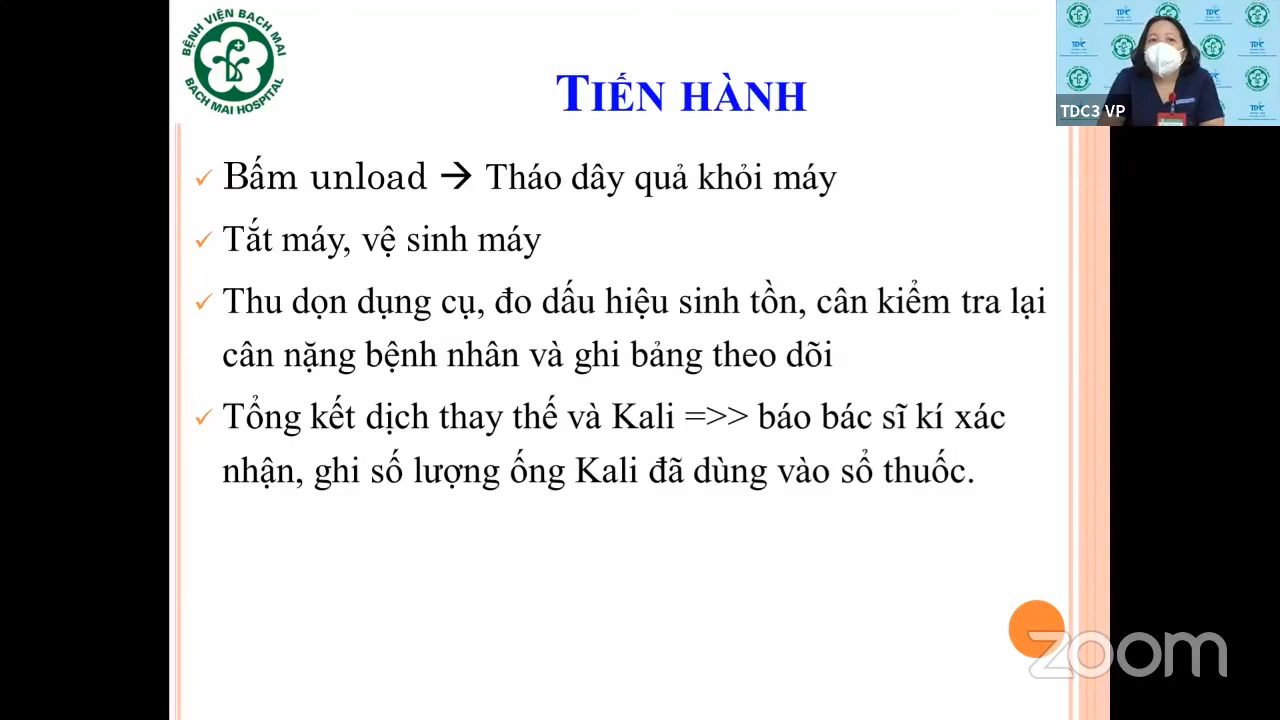 BỆNH VIỆN BẠCH MAI
BACH MAI HOSPITAL
TIẾN HÀNH
✓ Bấm unload → Tháo dây quả khỏi máy
✓ Tắt máy, vệ sinh máy
✓ Thu dọn dụng cụ, đo dấu hiệu sinh tồn, cân kiểm tra lại
cân nặng bệnh nhân và ghi bảng theo dõi
✓ Tổng kết dịch thay thế và Kali =>> báo bác sĩ kí xác
nhận, ghi số lượng ống Kali đã dùng vào sổ thuốc.
TDC3 VP
zoom